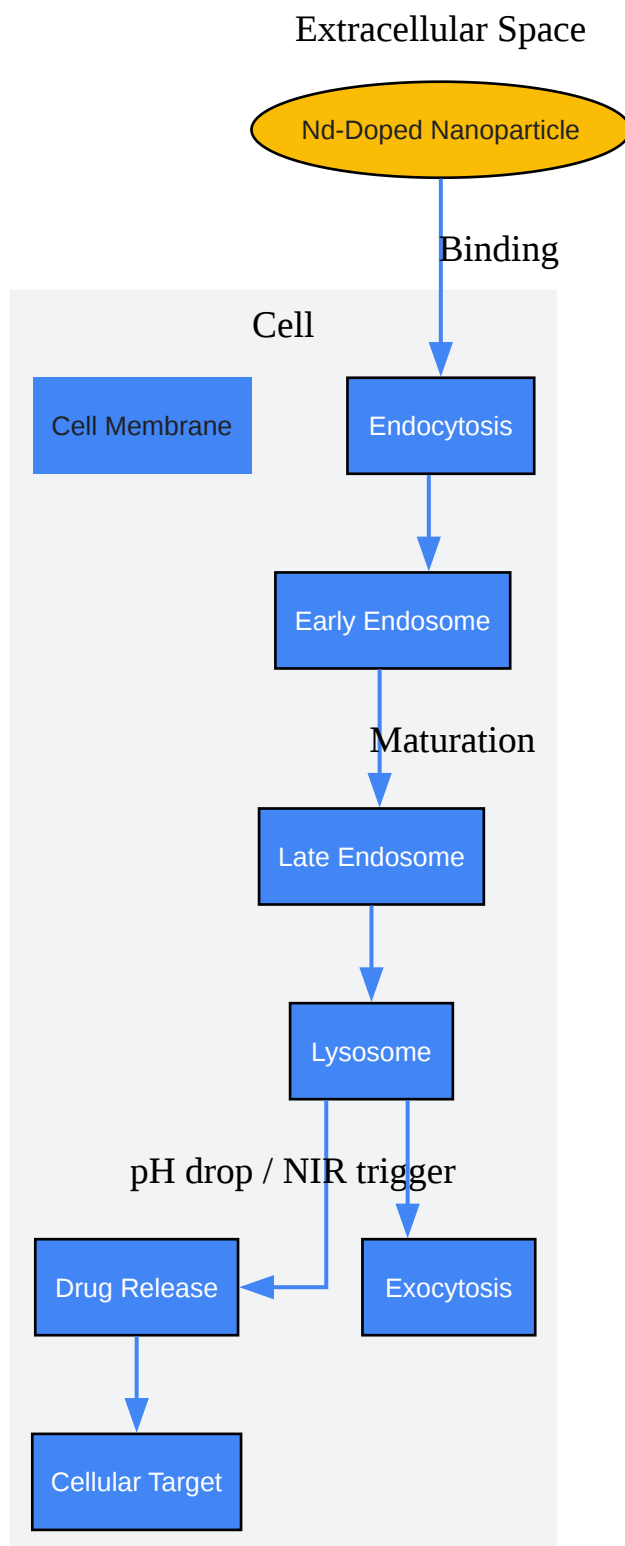 Extracellular Space
Nd-Doped Nanoparticle
Binding
Cell
Cell Membrane
Endocytosis
Early Endosome
Maturation
Late Endosome
Lysosome
pH drop / NIR trigger
Drug Release
Exocytosis
Cellular Target